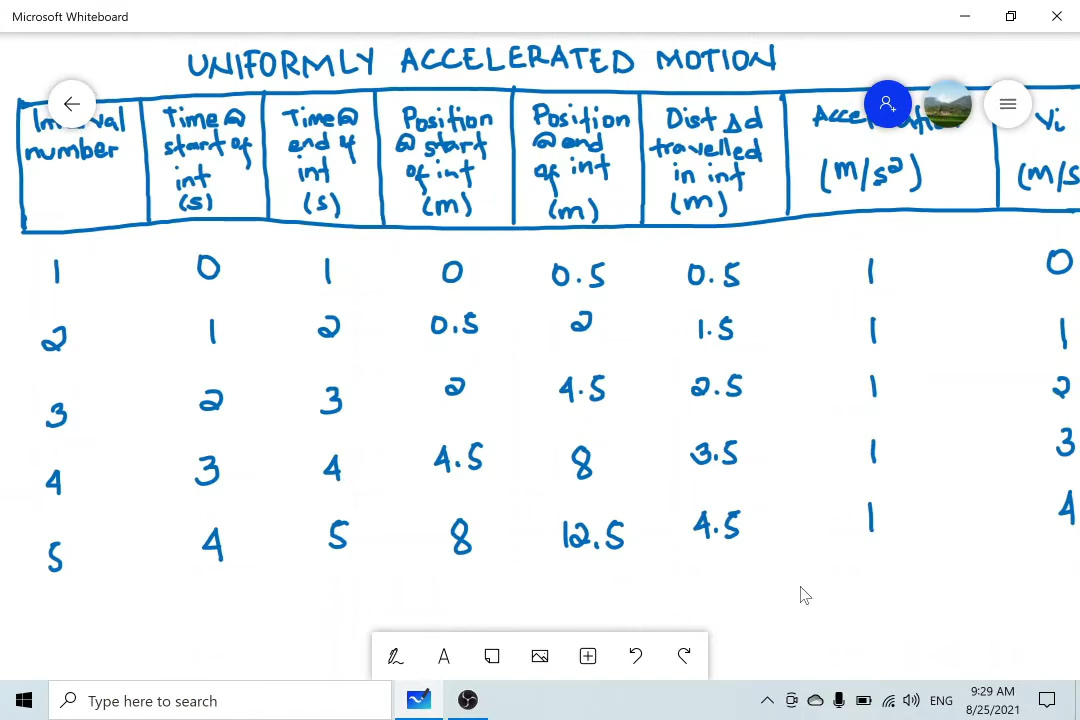 Microsoft Whiteboard
UNIFORMLY ACCELERATED MOTION
Interval number
Time @ start of int (s)
Time @ end of int (s)
Position @ start of int (m)
Position @ end of int (m)
Dist Δd travelled in int (m)
Acceleration (m/s²)
Vi (m/s
1 0 1 0 0.5 0.5 1 0
2 1 2 0.5 2 1.5 1 1
3 2 3 2 4.5 2.5 1 2
4 3 4 4.5 8 3.5 1 3
5 4 5 8 12.5 4.5 1 4
Type here to search
ENG
9:29 AM
8/25/2021